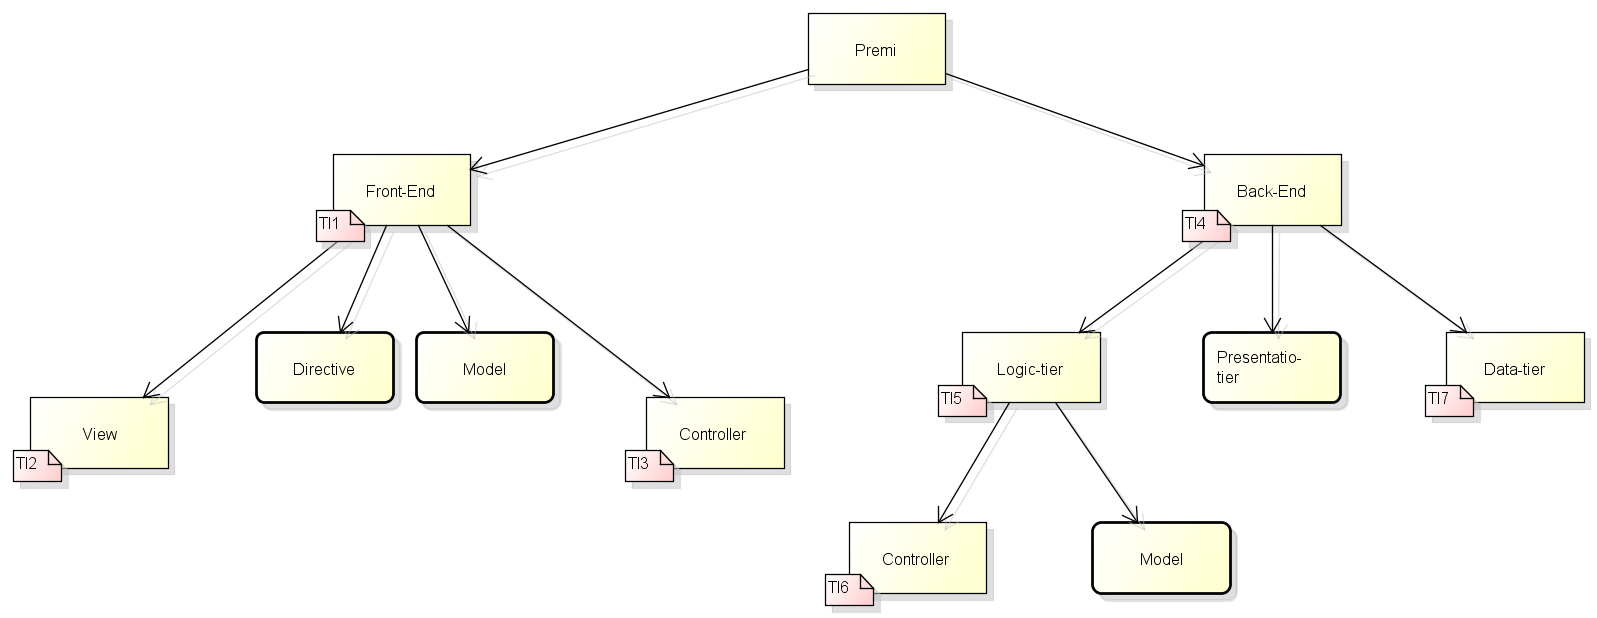 Premi
Front-End
TI1
Back-End
TI4
Directive
Model
View
TI2
Controller
TI3
Logic-tier
TI5
Presentatio-
tier
Data-tier
TI7
Controller
TI6
Model